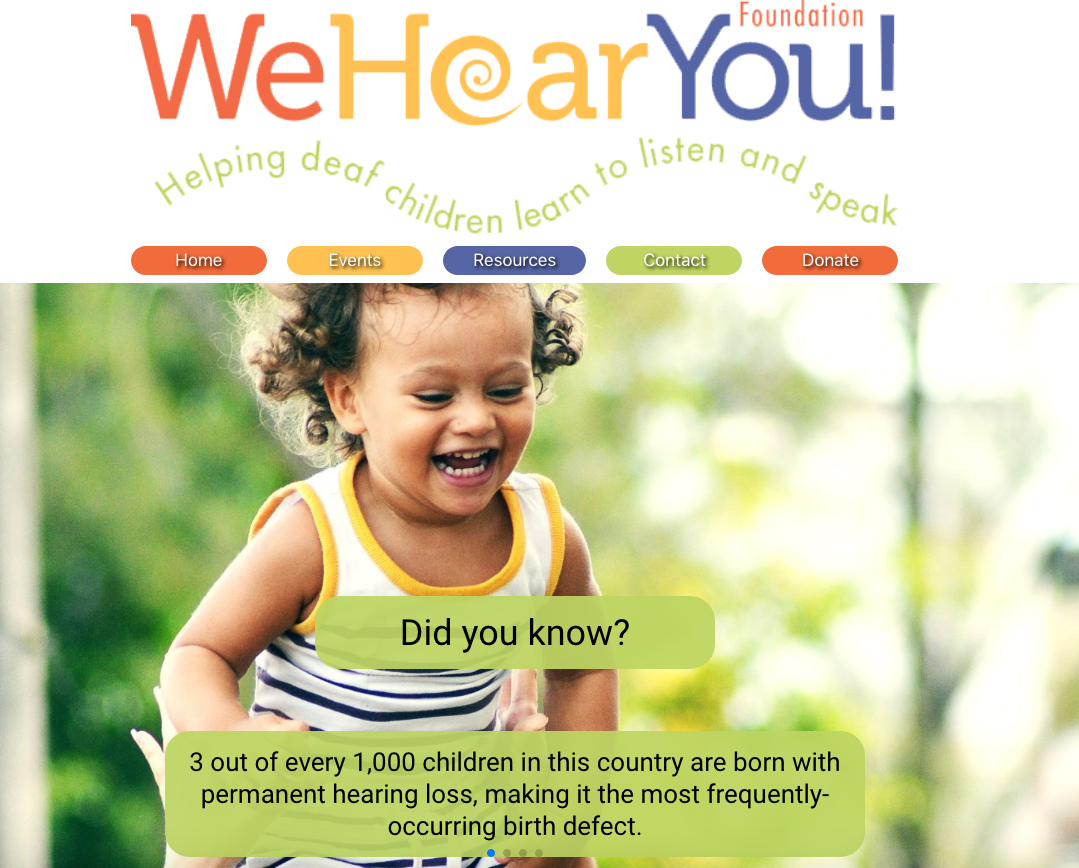 Foundation
WeHearYou!
Helping deaf children learn to listen and speak
Home Events Resources Contact Donate
Did you know?
3 out of every 1,000 children in this country are born with
permanent hearing loss, making it the most frequently-
occurring birth defect.